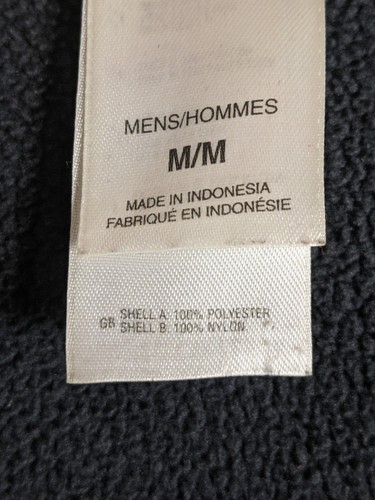 MENS/HOMMES
M/M
MADE IN INDONESIA
FABRIQUÉ EN INDONÉSIE
GB SHELL A: 100% POLYESTER
SHELL B: 100% NYLON